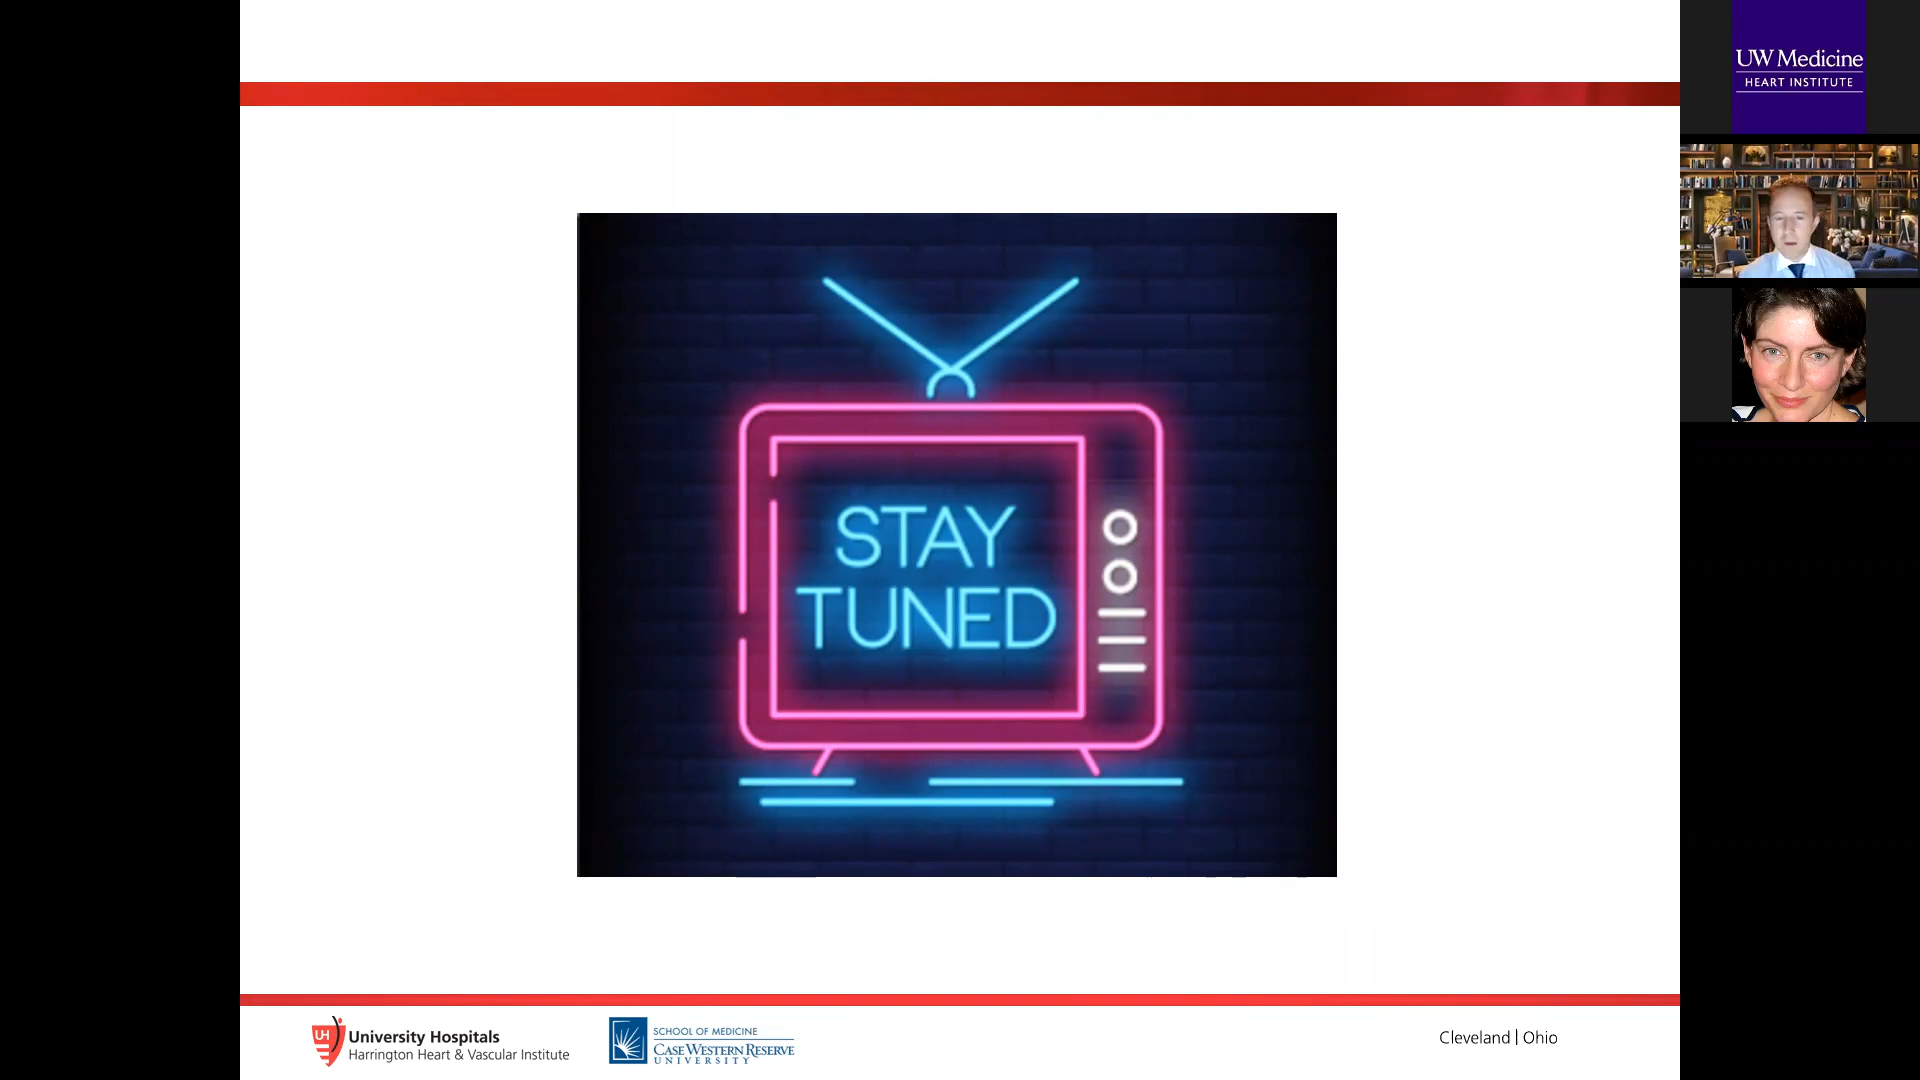 UW Medicine
HEART INSTITUTE
STAY
TUNED
UH
University Hospitals
Harrington Heart & Vascular Institute
SCHOOL OF MEDICINE
CASE WESTERN RESERVE
UNIVERSITY
Cleveland | Ohio